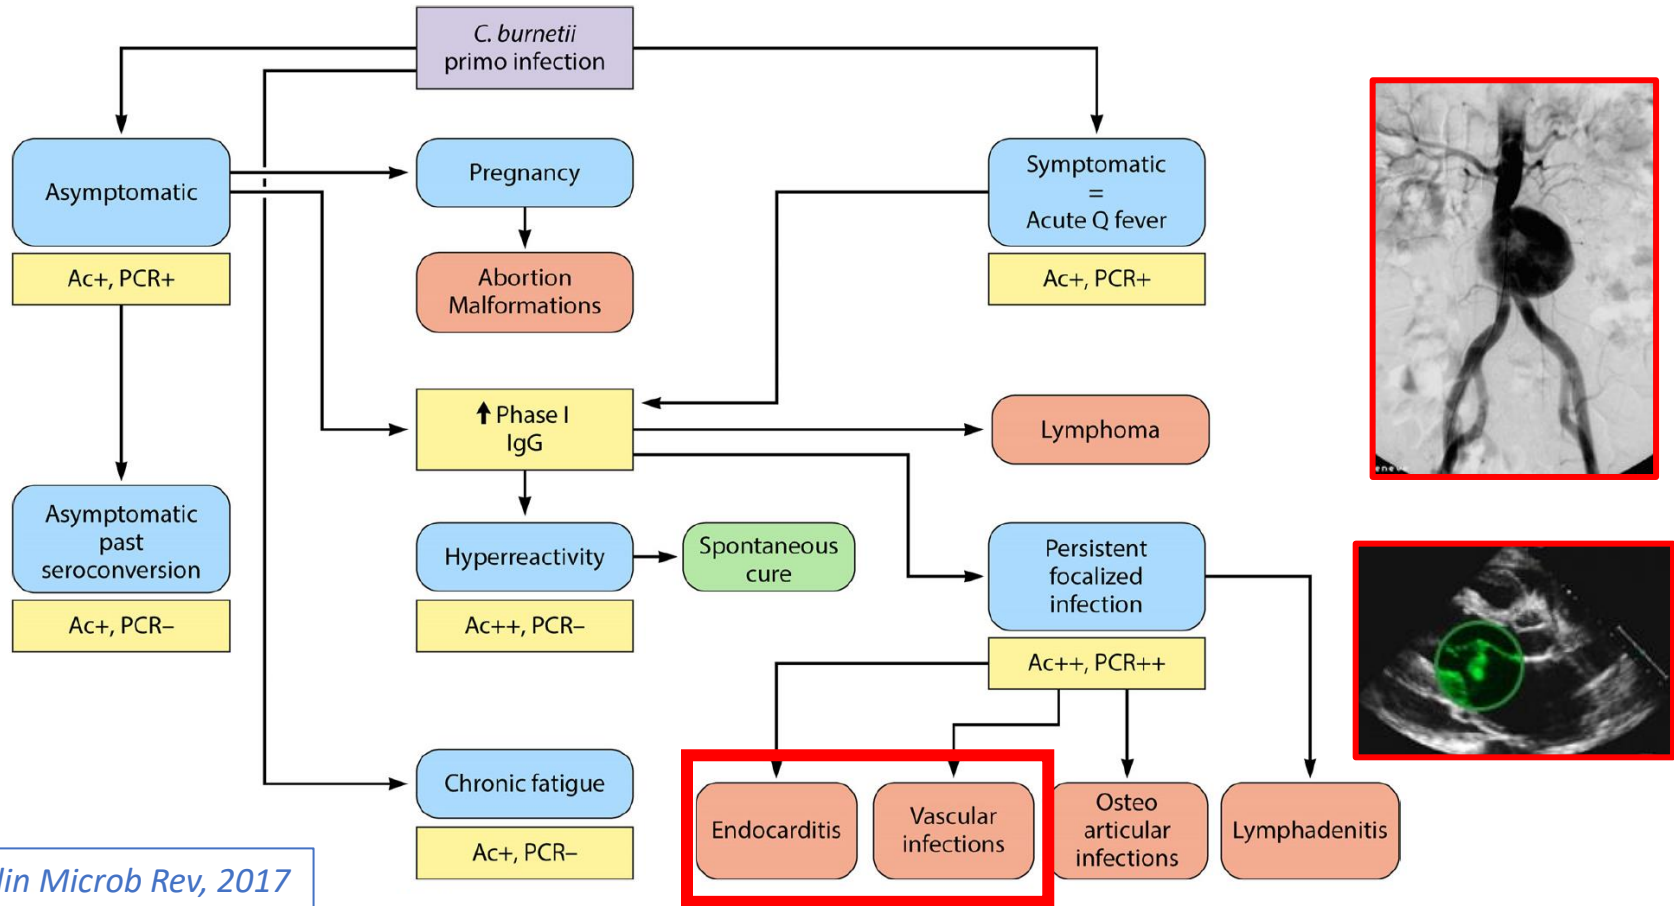 C. burnetii
primo infection
Asymptomatic
Ac+, PCR+
Pregnancy
Abortion
Malformations
Symptomatic
=
Acute Q fever
Ac+, PCR+
↑ Phase I
IgG
Lymphoma
Asymptomatic
past
seroconversion
Ac+, PCR–
Hyperreactivity
Ac++, PCR–
Spontaneous
cure
Persistent
focalized
infection
Ac++, PCR++
Chronic fatigue
Ac+, PCR–
Endocarditis
Vascular
infections
Osteo
articular
infections
Lymphadenitis
Microb Rev, 2017